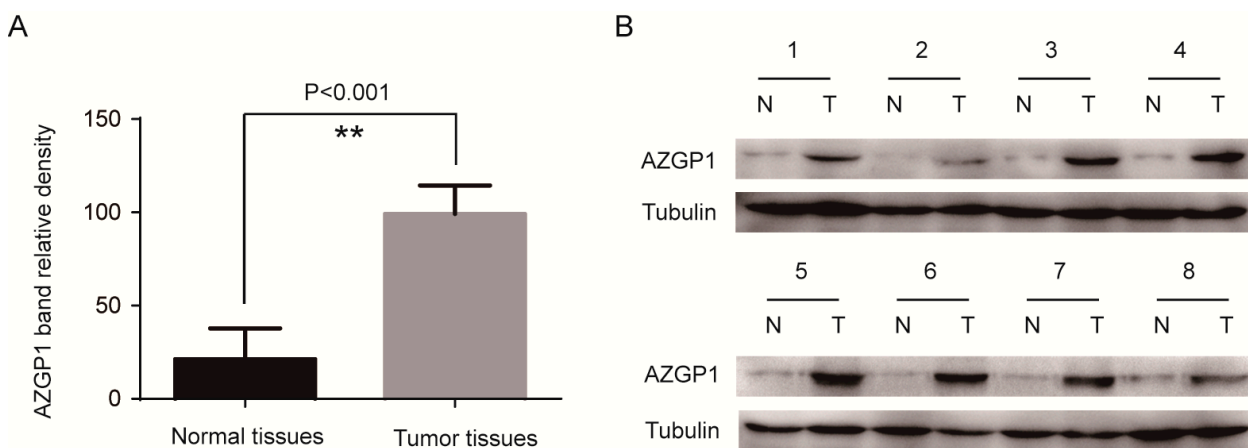 A
P<0.001
**
150
100
50
0
AZGP1 band relative density
Normal tissues Tumor tissues
B
1 2 3 4
N T N T N T N T
AZGP1
Tubulin
5 6 7 8
N T N T N T N T
AZGP1
Tubulin